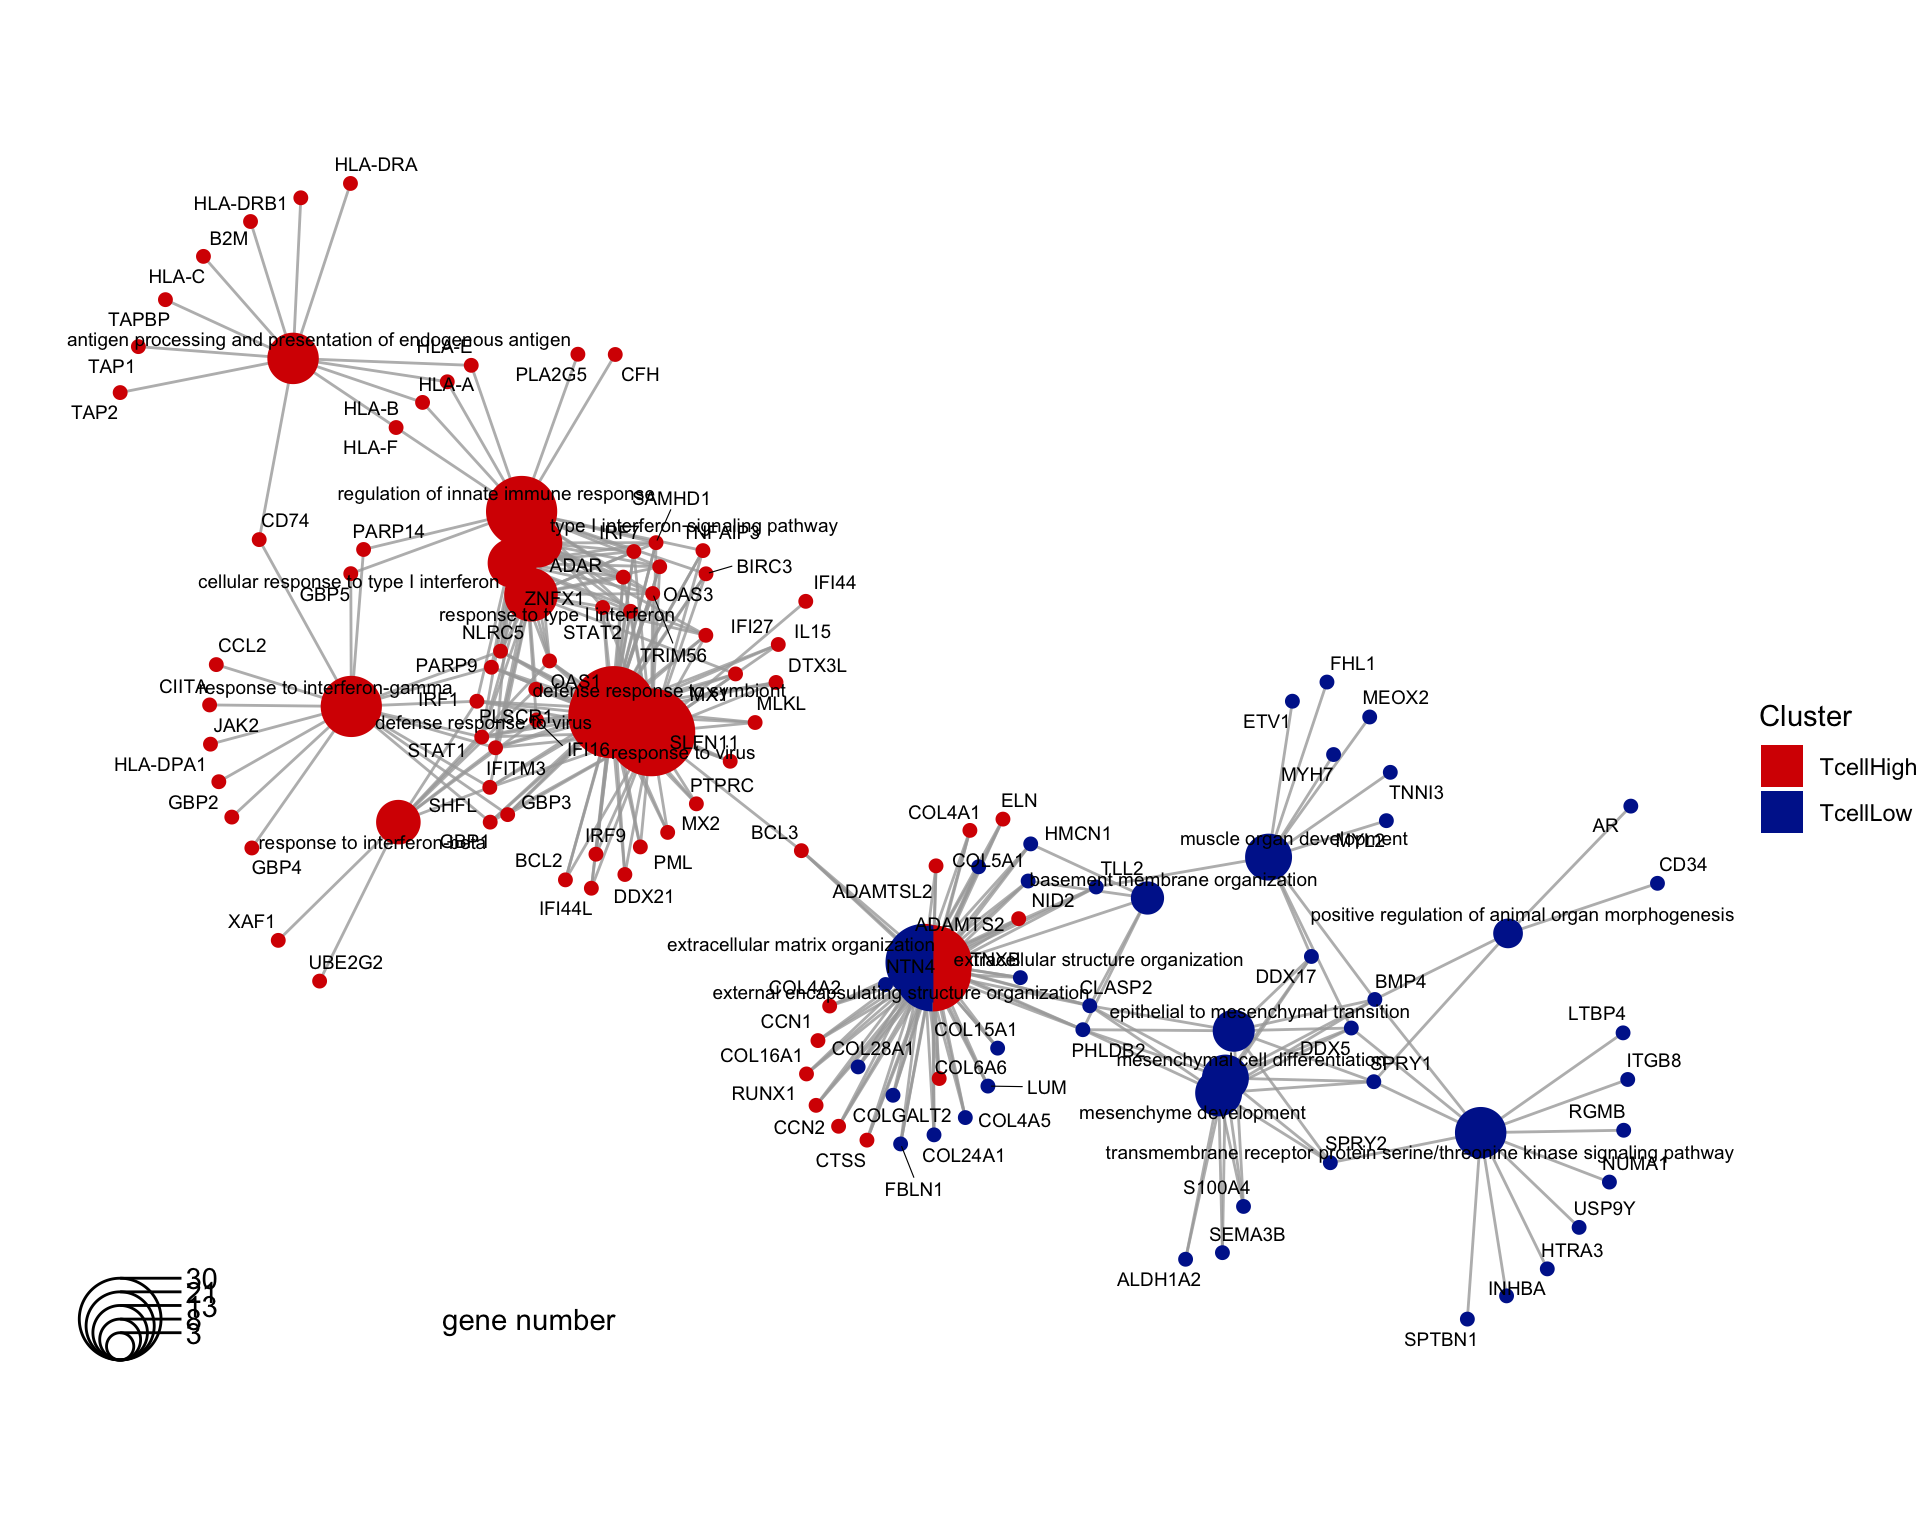 HLA-DRA
HLA-DRB1
B2M
HLA-C
TAPBP
antigen processing and presentation of endogenous antigen
HLA-E
TAP1
PLA2G5
CFH
HLA-A
TAP2
HLA-B
HLA-F
regulation of innate immune response
SAMHD1
CD74
type I interferon signaling pathway
PARP14
IRF7
TNFAIP3
ADAR
BIRC3
cellular response to type I interferon
IFI44
GBP5
ZNFX1
OAS3
response to type I interferon
NLRC5
STAT2
IFI27
IL15
CCL2
TRIM56
PARP9
DTX3L
CIITA
response to interferon-gamma
OAS1
defense response to symbiont
MX1
IRF1
MLKL
JAK2
PLSCR1
defense response to virus
STAT1
IFI16
SLFN11
response to virus
HLA-DPA1
IFITM3
PTPRC
GBP2
SHFL
GBP3
MX2
response to interferon-beta
GBP1
IRF9
BCL3
GBP4
BCL2
PML
IFI44L
DDX21
XAF1
UBE2G2
FHL1
MEOX2
ETV1
MYH7
TNNI3
COL4A1
ELN
HMCN1
muscle organ development
MYL2
AR
COL5A1
TLL2
CD34
ADAMTSL2
basement membrane organization
NID2
ADAMTS2
positive regulation of animal organ morphogenesis
extracellular matrix organization
NTN4
TNXB
extracellular structure organization
DDX17
BMP4
COL4A2
external encapsulating structure organization
CLASP2
CCN1
COL15A1
epithelial to mesenchymal transition
LTBP4
COL16A1
COL28A1
PHLDB2
DDX5
mesenchymal cell differentiation
SPRY1
ITGB8
RUNX1
COL6A6
LUM
CCN2
COLGALT2
COL4A5
mesenchyme development
RGMB
CTSS
COL24A1
SPRY2
transmembrane receptor protein serine/threonine kinase signaling pathway
NUMA1
FBLN1
S100A4
USP9Y
SEMA3B
HTRA3
ALDH1A2
INHBA
SPTBN1
Cluster
TcellHigh
TcellLow
30
21
13
3
gene number